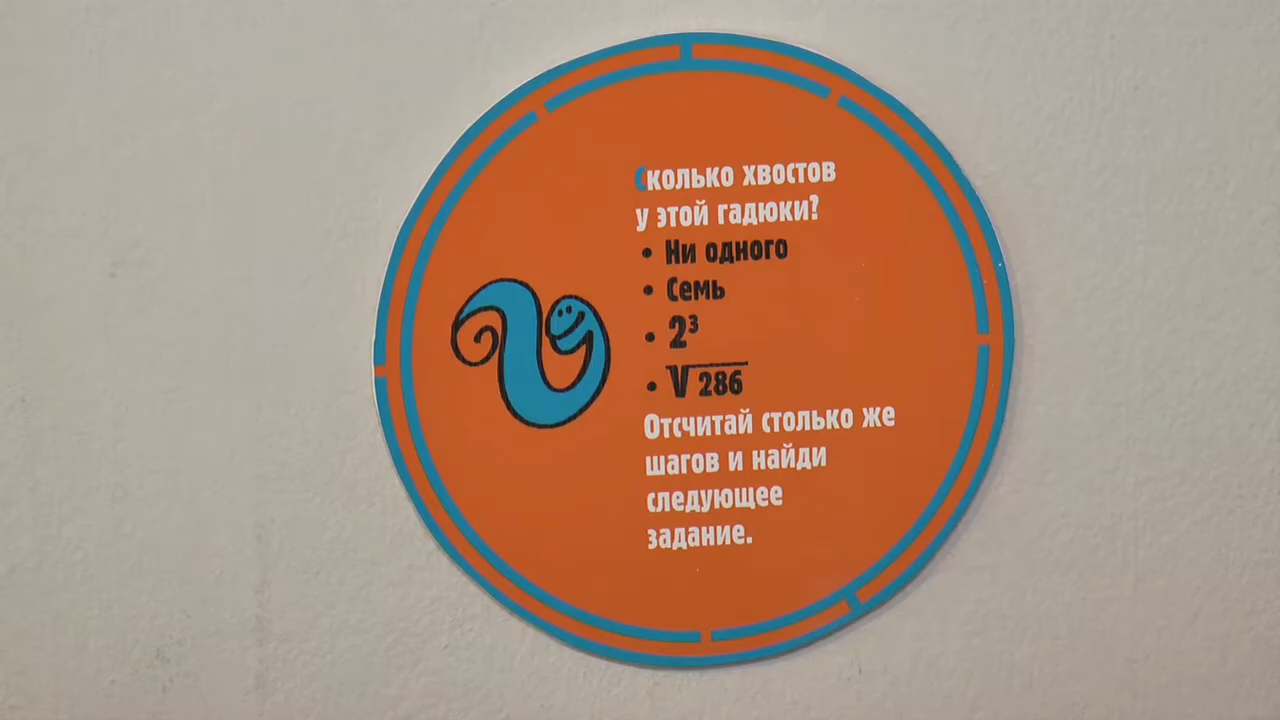 Сколько хвостов
у этой гадюки?
• Ни одного
• Семь
• 2³
• √286
Отсчитай столько же
шагов и найди
следующее
задание.